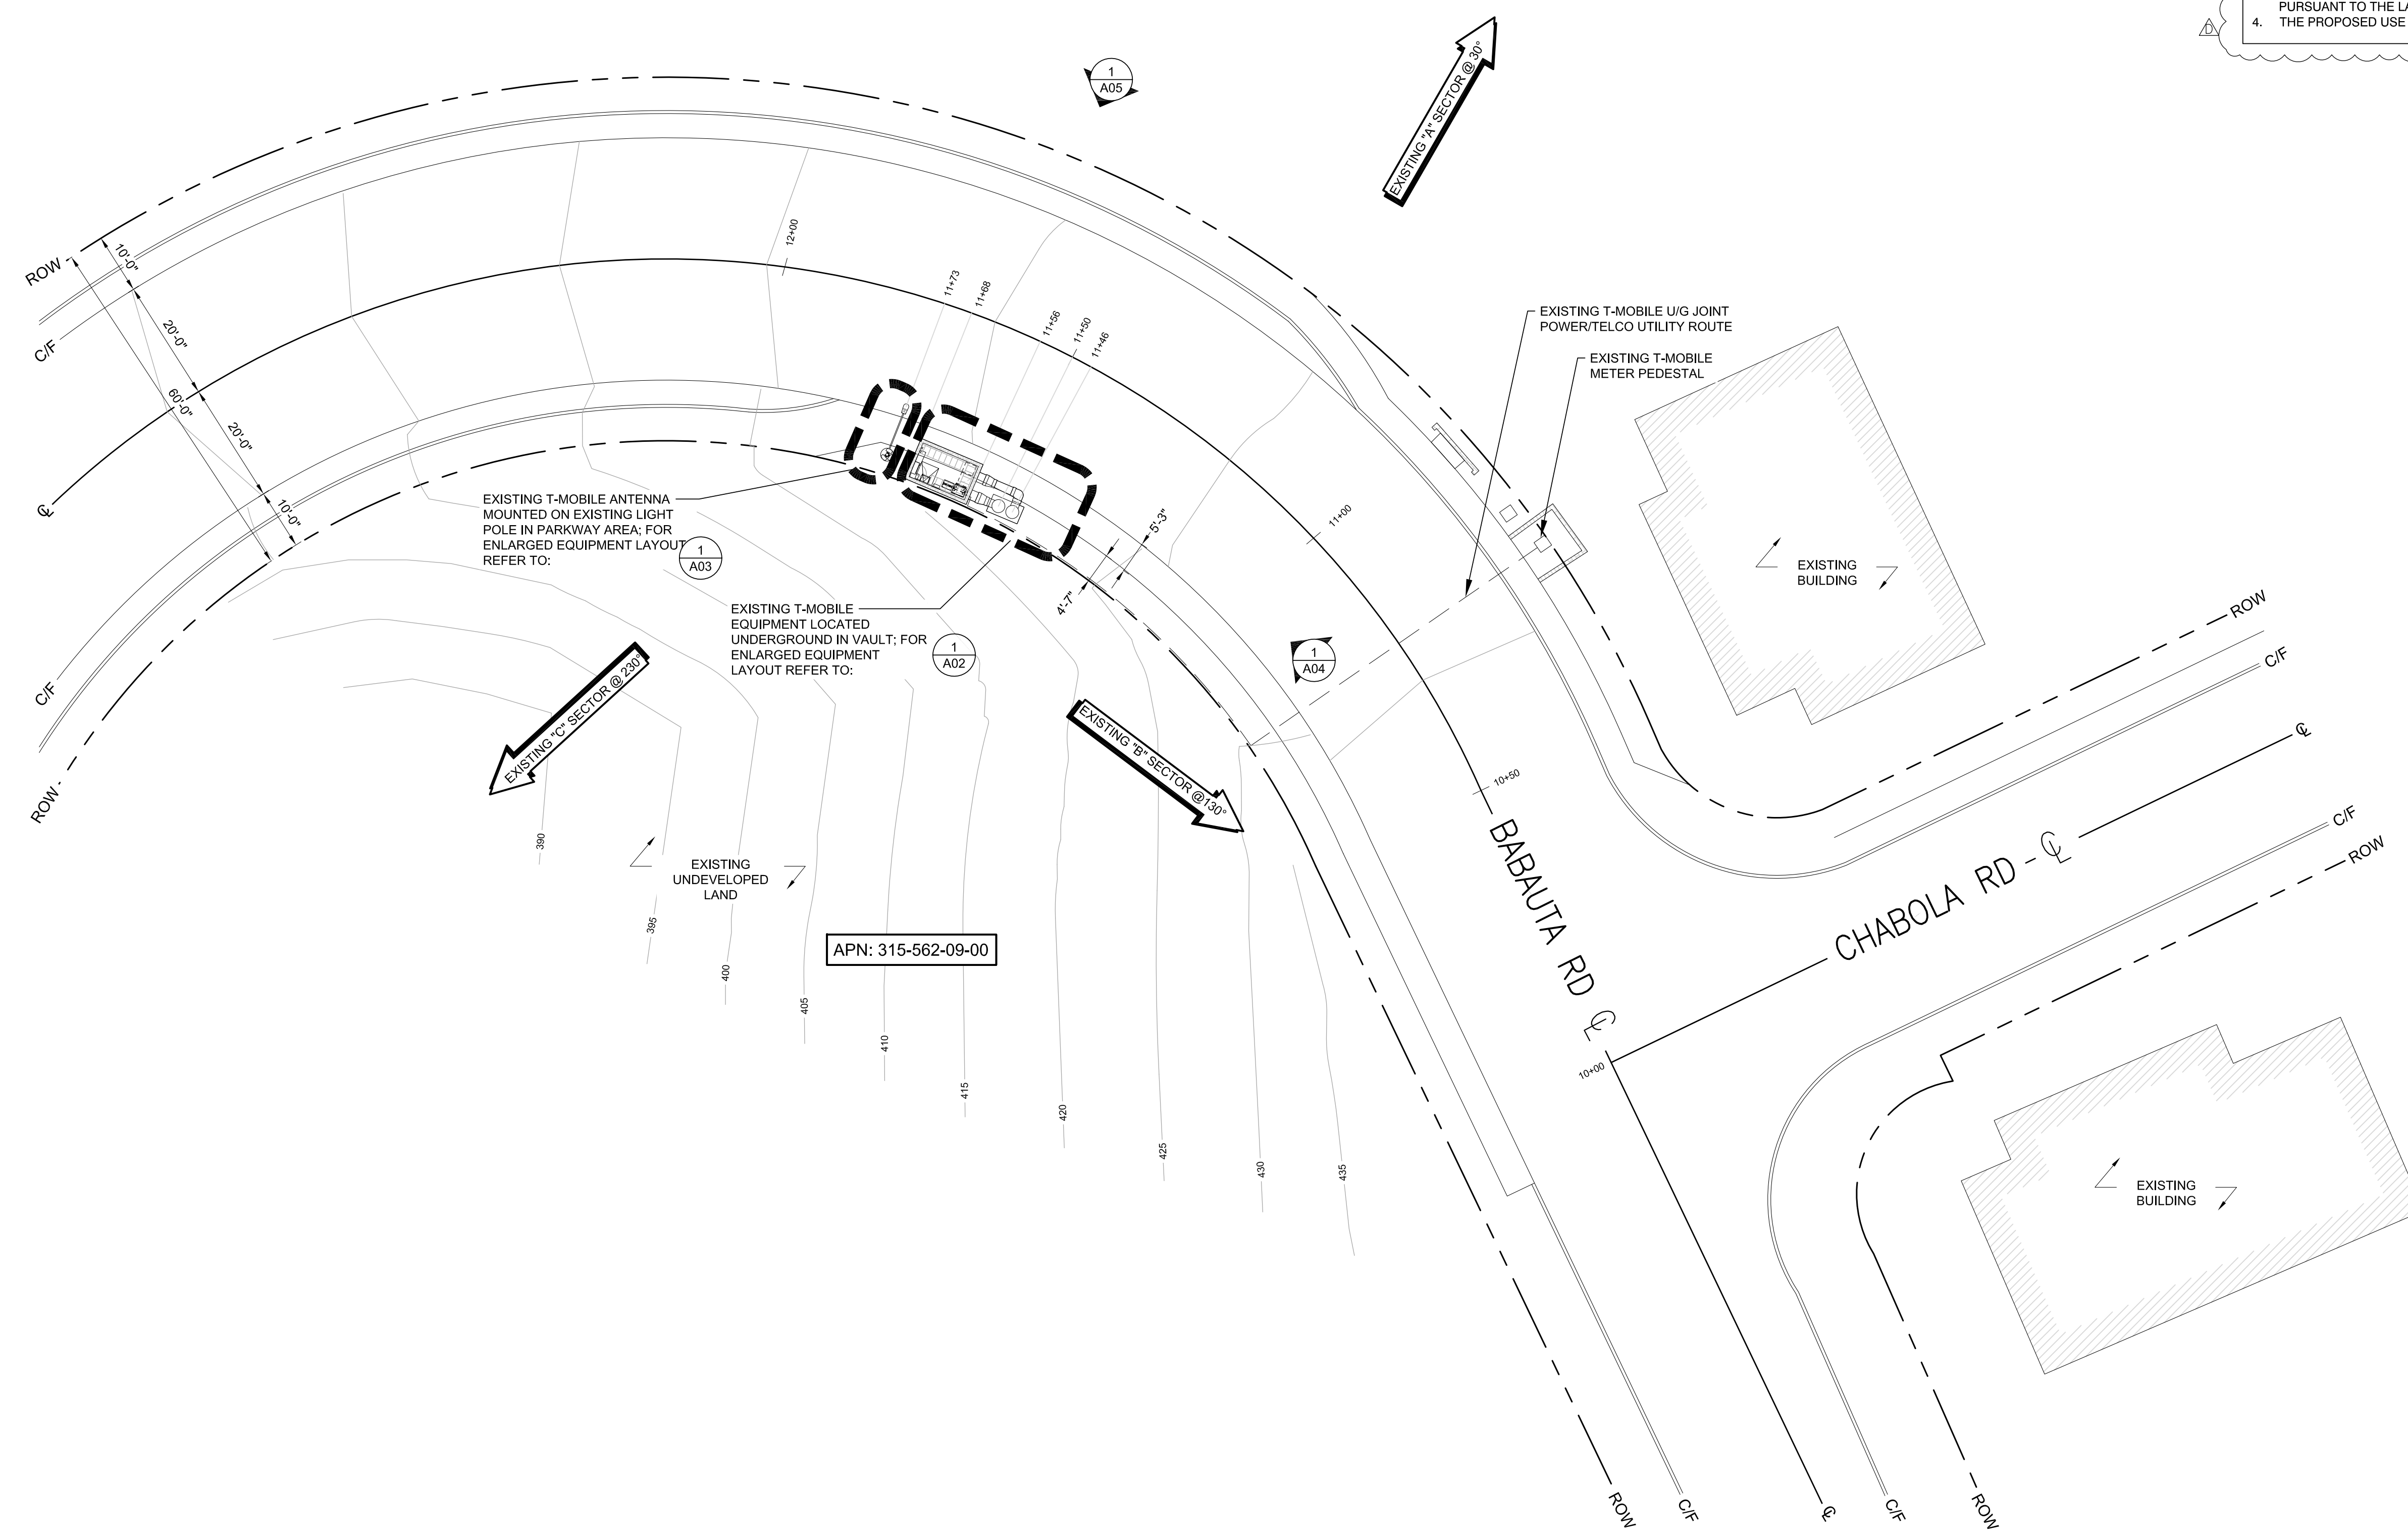 PURSUANT TO THE LA
4. THE PROPOSED USE
D
1
A05
EXISTING "A" SECTOR @ 30°
ROW
10'-0"
C/F
20'-0"
60'-0"
20'-0"
10'-0"
℄
C/F
ROW
12+00
11+73
11+68
11+56
11+50
11+46
11+00
10+50
10+00
EXISTING T-MOBILE U/G JOINT
POWER/TELCO UTILITY ROUTE
EXISTING T-MOBILE
METER PEDESTAL
EXISTING T-MOBILE ANTENNA
MOUNTED ON EXISTING LIGHT
POLE IN PARKWAY AREA; FOR
ENLARGED EQUIPMENT LAYOUT
REFER TO:
1
A03
EXISTING T-MOBILE
EQUIPMENT LOCATED
UNDERGROUND IN VAULT; FOR
ENLARGED EQUIPMENT
LAYOUT REFER TO:
1
A02
5'-3"
4'-7"
1
A04
EXISTING
BUILDING
EXISTING "C" SECTOR @ 230°
EXISTING "B" SECTOR @130°
EXISTING
UNDEVELOPED
LAND
APN: 315-562-09-00
390
395
400
405
410
415
420
425
430
435
BABAUTA RD ℄
CHABOLA RD - ℄
ROW
C/F
℄
C/F
ROW
EXISTING
BUILDING
ROW
C/F
℄
C/F
ROW